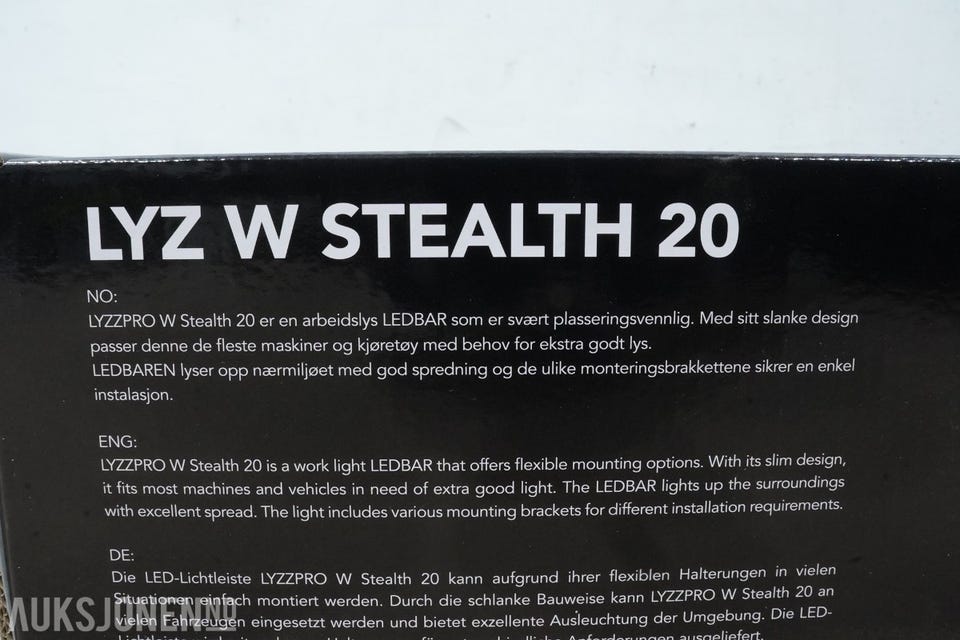 LYZ W STEALTH 20
NO:
LYZZPRO W Stealth 20 er en arbeidslys LEDBAR som er svært plasseringsvennlig. Med sitt slanke design
passer denne de fleste maskiner og kjøretøy med behov for ekstra godt lys.
LEDBAREN lyser opp nærmiljøet med god spredning og de ulike monteringsbrakkettene sikrer en enkel
instalasjon.
ENG:
LYZZPRO W Stealth 20 is a work light LEDBAR that offers flexible mounting options. With its slim design,
it fits most machines and vehicles in need of extra good light. The LEDBAR lights up the surroundings
with excellent spread. The light includes various mounting brackets for different installation requirements.
DE:
Die LED-Lichtleiste LYZZPRO W Stealth 20 kann aufgrund ihrer flexiblen Halterungen in vielen
Situationen einfach montiert werden. Durch die schlanke Bauweise kann LYZZPRO W Stealth 20 an
vielen Fahrzeugen eingesetzt werden und bietet exzellente Ausleuchtung der Umgebung. Die LED-
Anforderungen ausgeliefert.
AUKSJONEN.NO